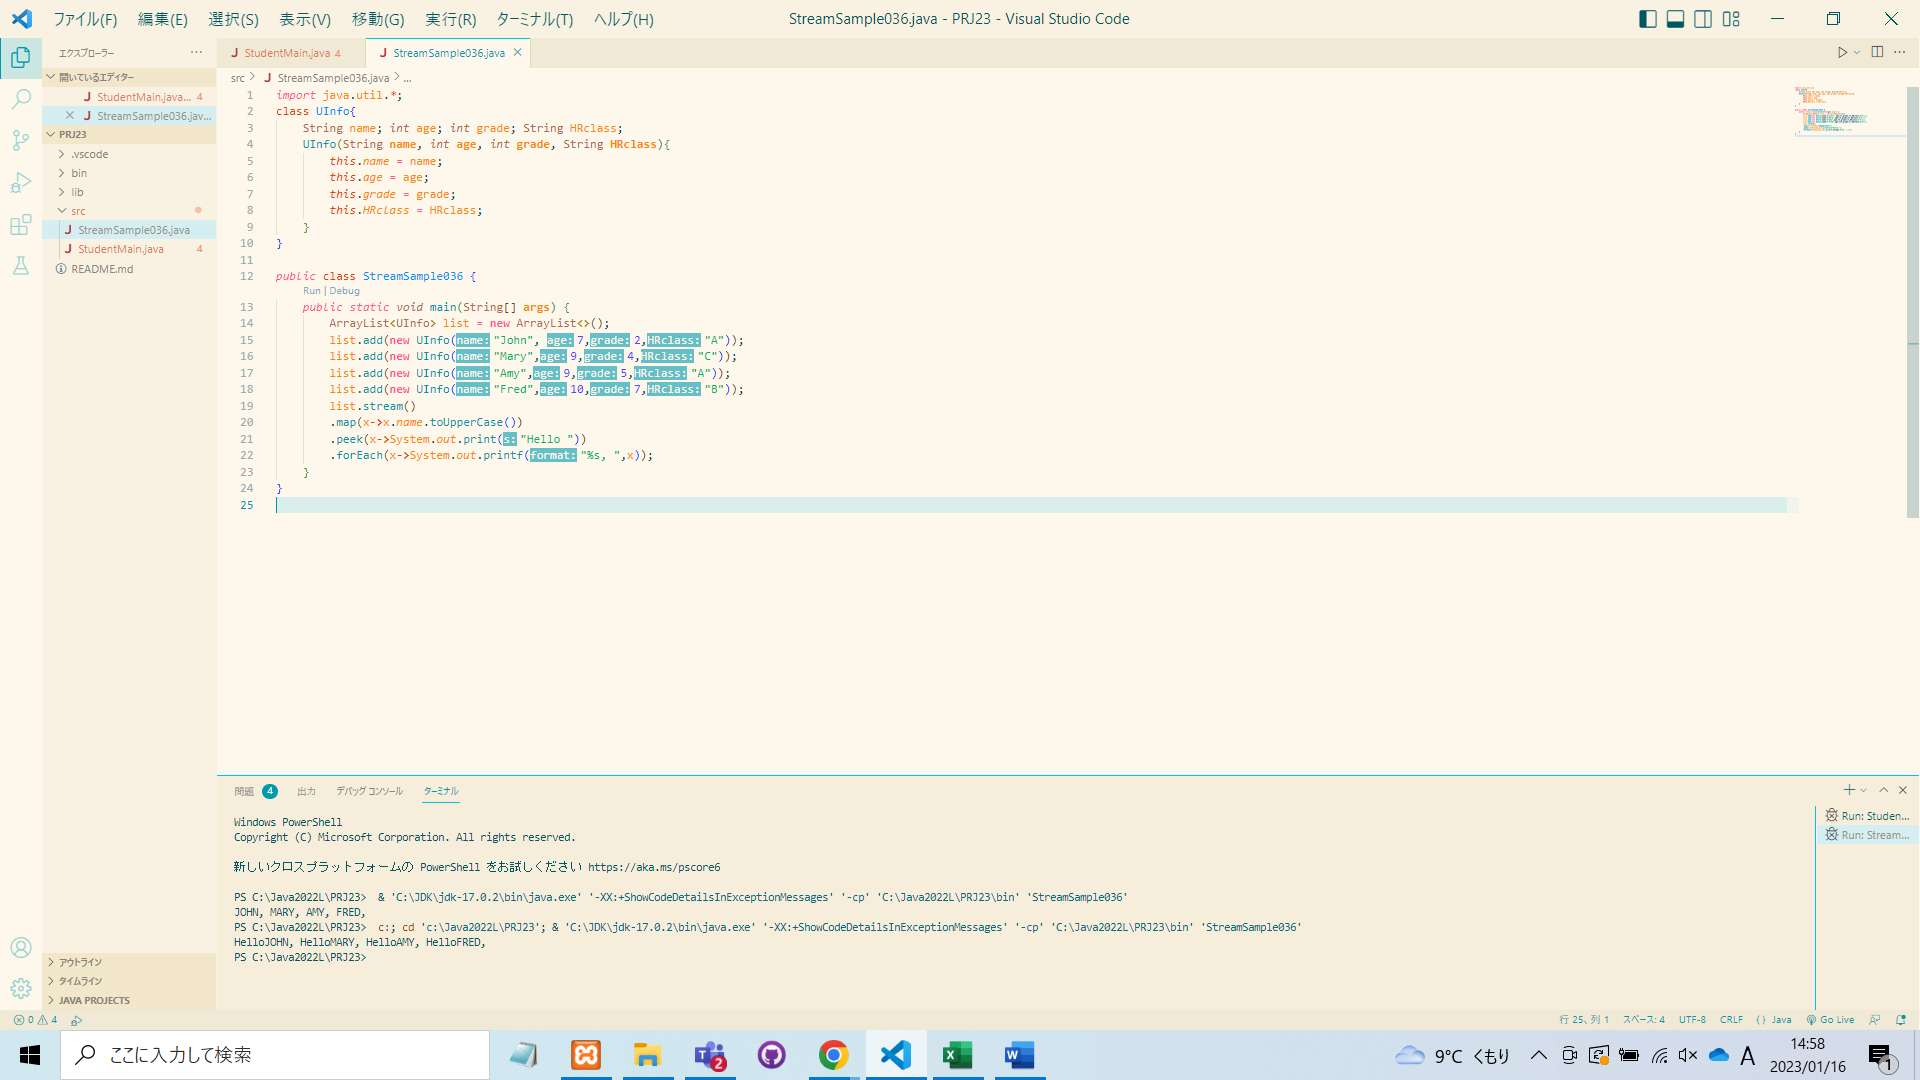 ファイル(F) 編集(E) 選択(S) 表示(V) 移動(G) 実行(R) ターミナル(T) ヘルプ(H) StreamSample036.java - PRJ23 - Visual Studio Code
エクスプローラー
StudentMain.java 4 StreamSample036.java
開いているエディター
StudentMain.java... 4
StreamSample036.jav...
PRJ23
.vscode
bin
lib
src
StreamSample036.java
StudentMain.java 4
README.md
アウトライン
タイムライン
JAVA PROJECTS
src > J StreamSample036.java > ...
1 import java.util.*;
2 class UInfo{
3 String name; int age; int grade; String HRclass;
4 UInfo(String name, int age, int grade, String HRclass){
5 this.name = name;
6 this.age = age;
7 this.grade = grade;
8 this.HRclass = HRclass;
9 }
10 }
11
12 public class StreamSample036 {
Run | Debug
13 public static void main(String[] args) {
14 ArrayList<UInfo> list = new ArrayList<>();
15 list.add(new UInfo(name: "John", age: 7,grade: 2,HRclass: "A"));
16 list.add(new UInfo(name: "Mary",age: 9,grade: 4,HRclass: "C"));
17 list.add(new UInfo(name: "Amy",age: 9,grade: 5,HRclass: "A"));
18 list.add(new UInfo(name: "Fred",age: 10,grade: 7,HRclass: "B"));
19 list.stream()
20 .map(x->x.name.toUpperCase())
21 .peek(x->System.out.print(s: "Hello "))
22 .forEach(x->System.out.printf(format: "%s, ",x));
23 }
24 }
25
問題 4 出力 デバッグ コンソール ターミナル
Windows PowerShell
Copyright (C) Microsoft Corporation. All rights reserved.
新しいクロスプラットフォームの PowerShell をお試しください https://aka.ms/pscore6
PS C:\Java2022L\PRJ23> & 'C:\JDK\jdk-17.0.2\bin\java.exe' '-XX:+ShowCodeDetailsInExceptionMessages' '-cp' 'C:\Java2022L\PRJ23\bin' 'StreamSample036'
JOHN, MARY, AMY, FRED,
PS C:\Java2022L\PRJ23> c:; cd 'c:\Java2022L\PRJ23'; & 'C:\JDK\jdk-17.0.2\bin\java.exe' '-XX:+ShowCodeDetailsInExceptionMessages' '-cp' 'C:\Java2022L\PRJ23\bin' 'StreamSample036'
HelloJOHN, HelloMARY, HelloAMY, HelloFRED,
PS C:\Java2022L\PRJ23>
Run: Studen...
Run: Stream...
0 4 行 25、列 1 スペース: 4 UTF-8 CRLF {} Java Go Live
ここに入力して検索
2
9°C くもり A
14:58
2023/01/16
1